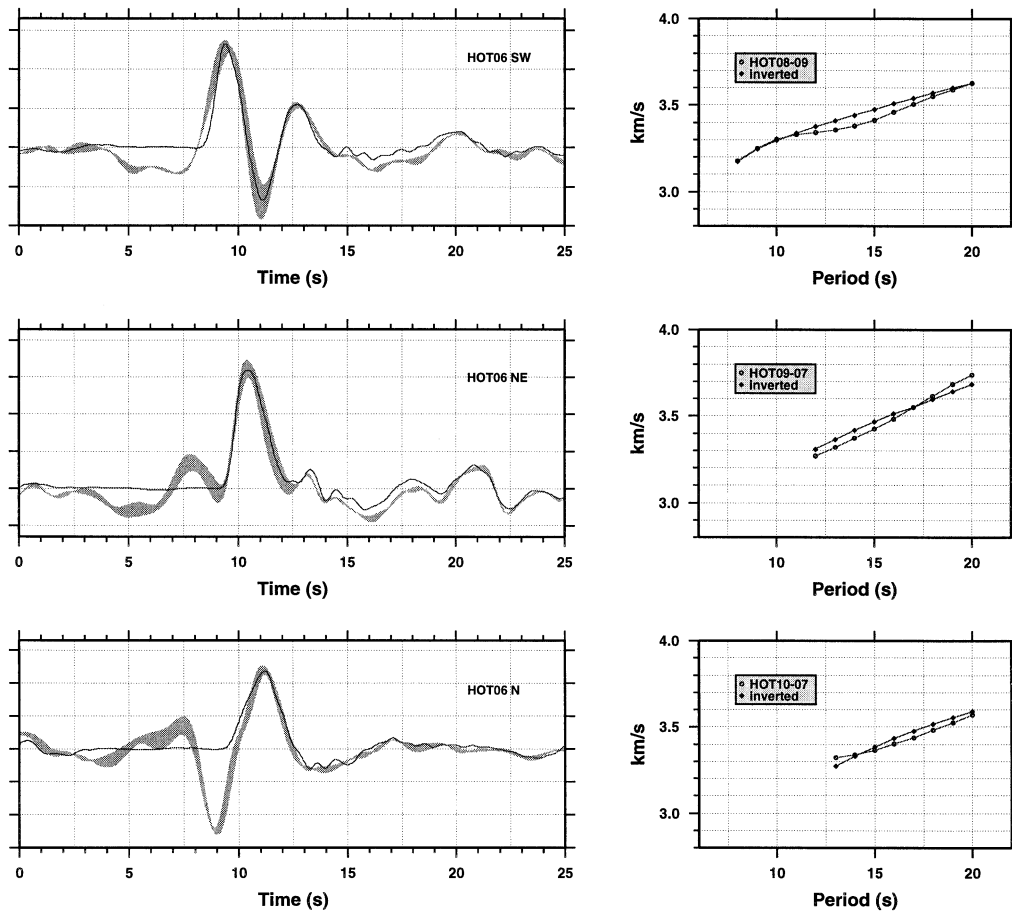 HOT06 SW
0 5 10 15 20 25
Time (s)
4.0
3.5
3.0
km/s
HOT08-09
inverted
10 15 20
Period (s)
HOT06 NE
0 5 10 15 20 25
Time (s)
4.0
3.5
3.0
km/s
HOT09-07
inverted
10 15 20
Period (s)
HOT06 N
0 5 10 15 20 25
Time (s)
4.0
3.5
3.0
km/s
HOT10-07
inverted
10 15 20
Period (s)